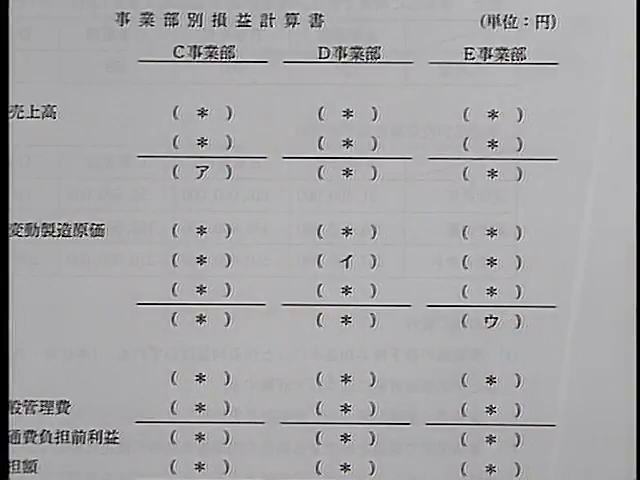 事業部別損益計算書 (単位：円)
C事業部 D事業部 E事業部
売上高 ( * ) ( * ) ( * )
( * ) ( * ) ( * )
( ア ) ( * ) ( * )
変動製造原価 ( * ) ( * ) ( * )
( * ) ( イ ) ( * )
( * ) ( * ) ( * )
( * ) ( * ) ( ウ )
( * ) ( * ) ( * )
般管理費 ( * ) ( * ) ( * )
通費負担前利益 ( * ) ( * ) ( * )
担額 ( * ) ( * ) ( * )